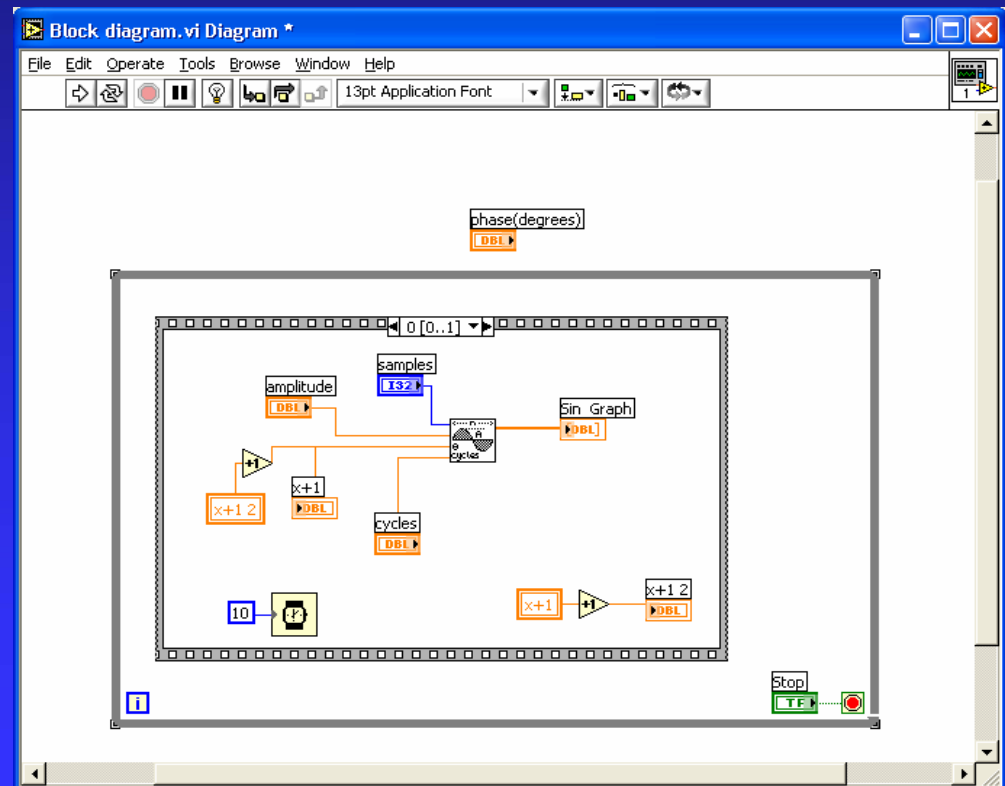 Block diagram.vi Diagram *
File Edit Operate Tools Browse Window Help
13pt Application Font
1
phase(degrees)
DBL
0 [0..1]
samples
I32
amplitude
DBL
Sin Graph
DBL]
n
A
θ
cycles
+1
x+1 2
x+1
DBL
cycles
DBL
10
x+1
+1
x+1 2
DBL
i
Stop
TF